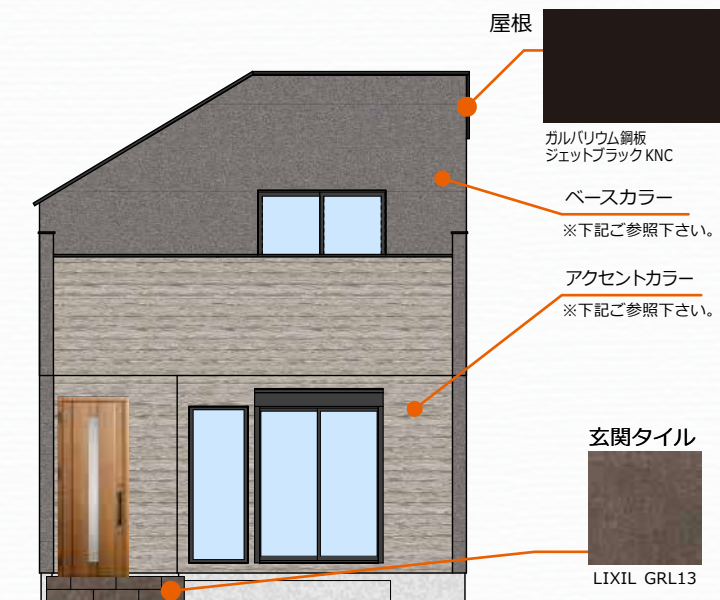 屋根
ガルバリウム鋼板
ジェットブラック KNC
ベースカラー
※下記ご参照下さい。
アクセントカラー
※下記ご参照下さい。
玄関タイル
LIXIL GRL13